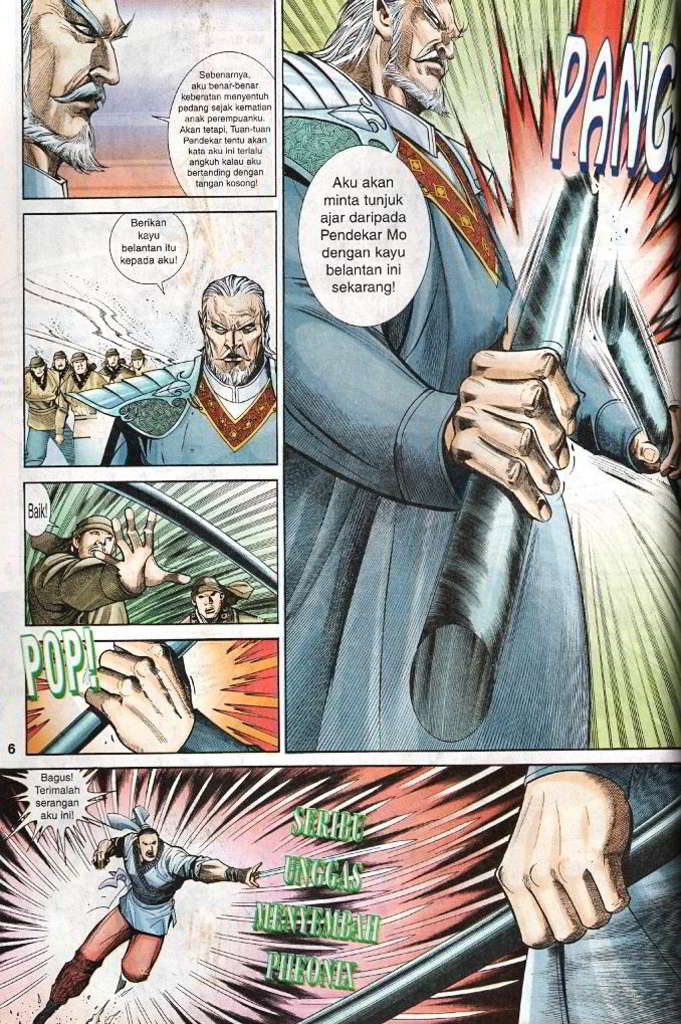 Sebenarnya,
aku benar-benar
keberatan menyentuh
pedang sejak kematian
anak perempuanku.
Akan tetapi, Tuan-tuan
Pendekar tentu akan
kata aku ini terlalu
angkuh kalau aku
bertanding dengan
tangan kosong!
Berikan
kayu
belantan itu
kepada aku!
Baik!
POP!
PANG!
Aku akan
minta tunjuk
ajar daripada
Pendekar Mo
dengan kayu
belantan ini
sekarang!
6
Bagus!
Terimalah
serangan
aku ini!
SERIBU
UNGGAS
MENYEMBAH
PHEONIX